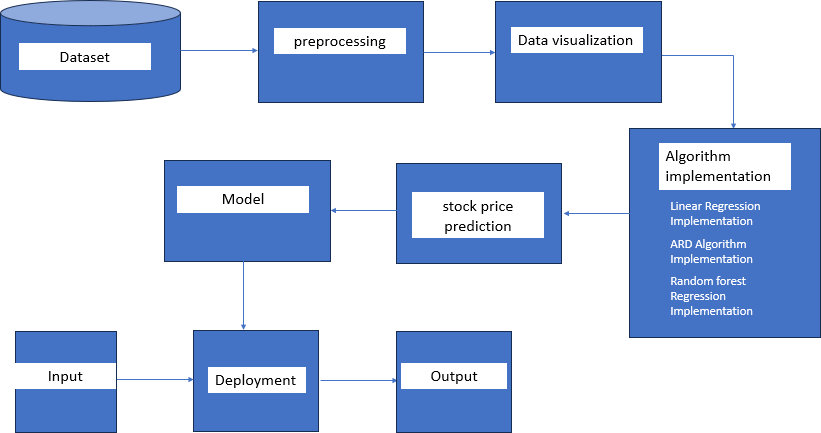 Dataset
preprocessing
Data visualization
Algorithm
implementation
Linear Regression
Implementation
ARD Algorithm
Implementation
Random forest
Regression
Implementation
stock price
prediction
Model
Input
Deployment
Output